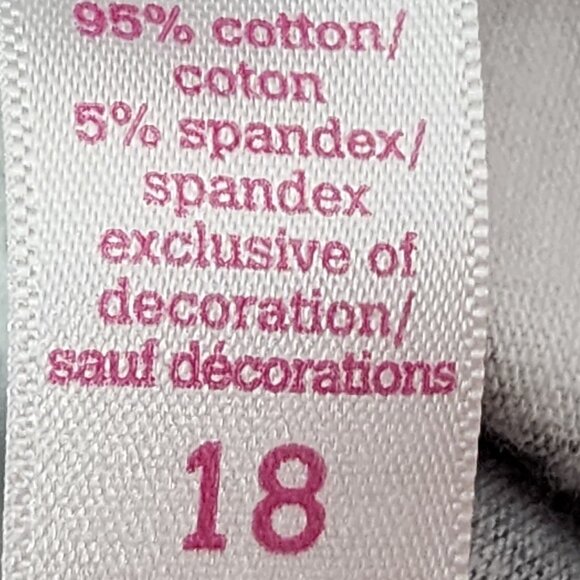 95% cotton/
coton
5% spandex/
spandex
exclusive of
decoration/
sauf décorations
18